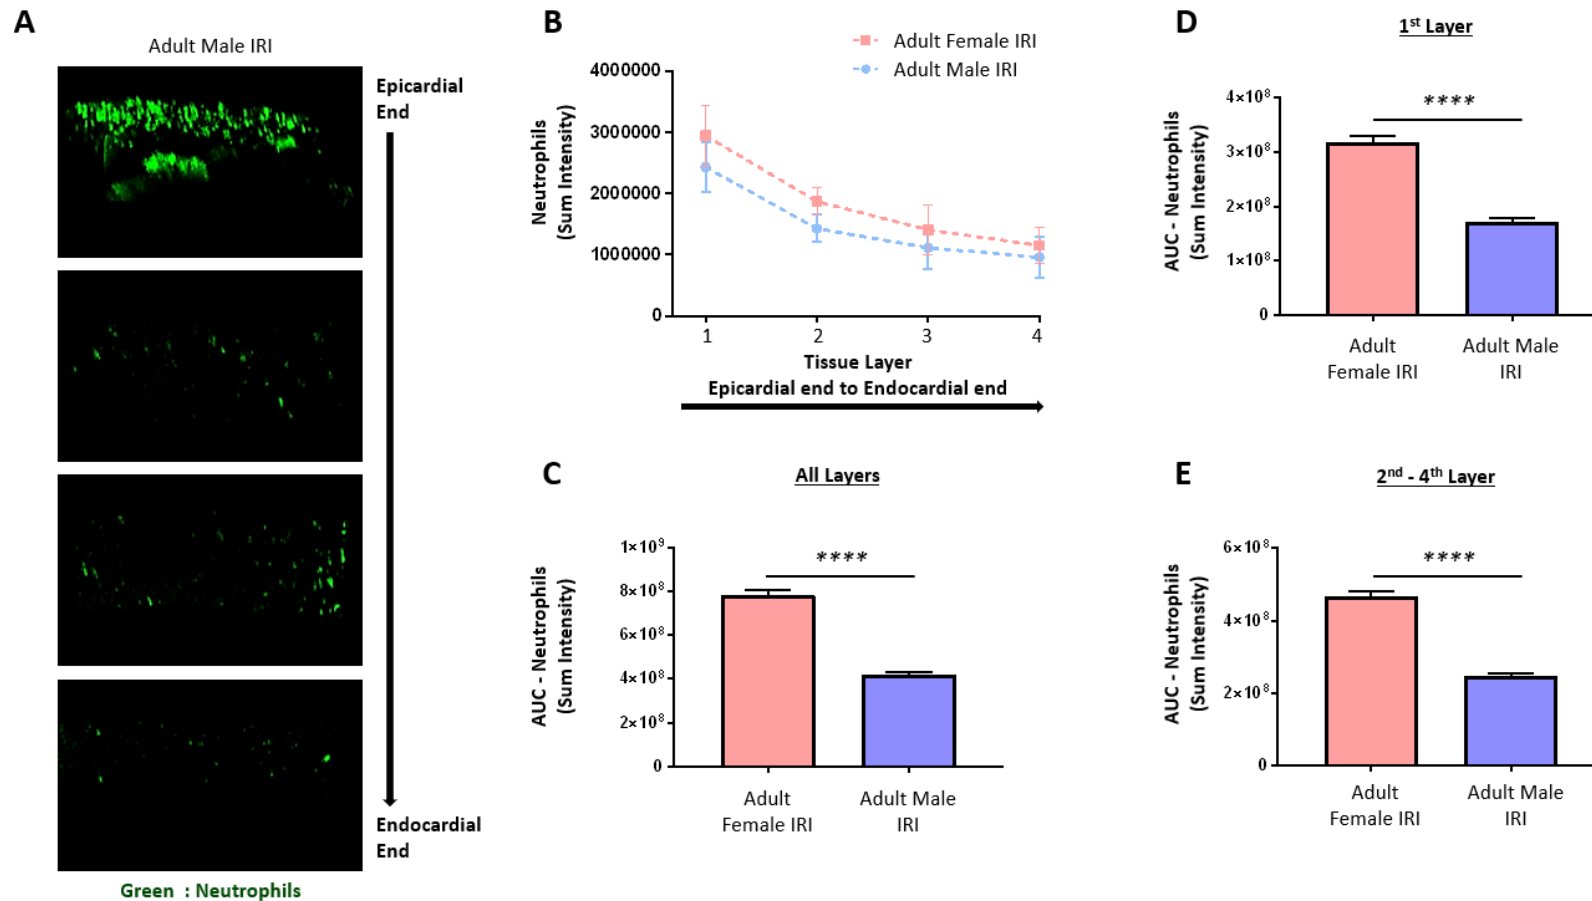 A
Adult Male IRI
Epicardial
End
Endocardial
End
Green : Neutrophils
B
Adult Female IRI
Adult Male IRI
Neutrophils
(Sum Intensity)
4000000
3000000
2000000
1000000
0
1 2 3 4
Tissue Layer
Epicardial end to Endocardial end
C
All Layers
AUC - Neutrophils
(Sum Intensity)
1×10⁹
8×10⁸
6×10⁸
4×10⁸
2×10⁸
0
****
Adult
Female IRI
Adult Male
IRI
D
1st Layer
AUC - Neutrophils
(Sum Intensity)
4×10⁸
3×10⁸
2×10⁸
1×10⁸
0
****
Adult
Female IRI
Adult Male
IRI
E
2nd - 4th Layer
AUC - Neutrophils
(Sum Intensity)
6×10⁸
4×10⁸
2×10⁸
0
****
Adult
Female IRI
Adult Male
IRI